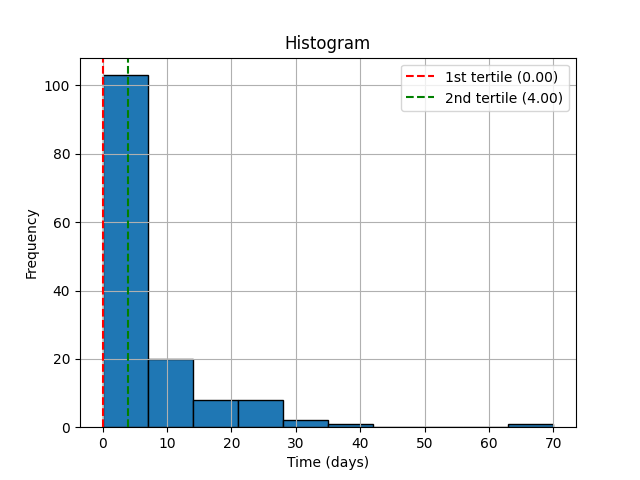 Histogram
1st tertile (0.00)
2nd tertile (4.00)
Frequency
100
80
60
40
20
0
0 10 20 30 40 50 60 70
Time (days)